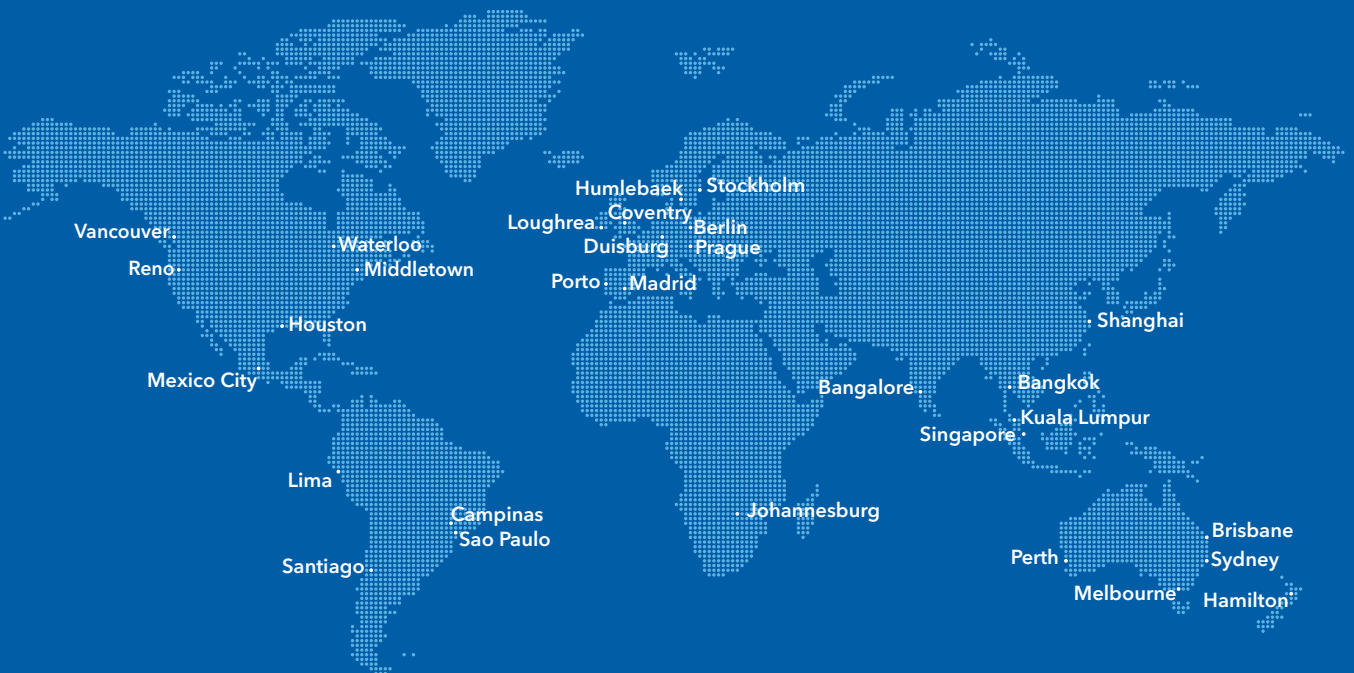 Humlebaek
Stockholm
Coventry
Loughrea
Berlin
Vancouver
Waterloo
Duisburg
Prague
Reno
Middletown
Porto
Madrid
Houston
Shanghai
Mexico City
Bangalore
Bangkok
Kuala Lumpur
Singapore
Lima
Campinas
Johannesburg
Sao Paulo
Brisbane
Perth
Sydney
Santiago
Melbourne
Hamilton